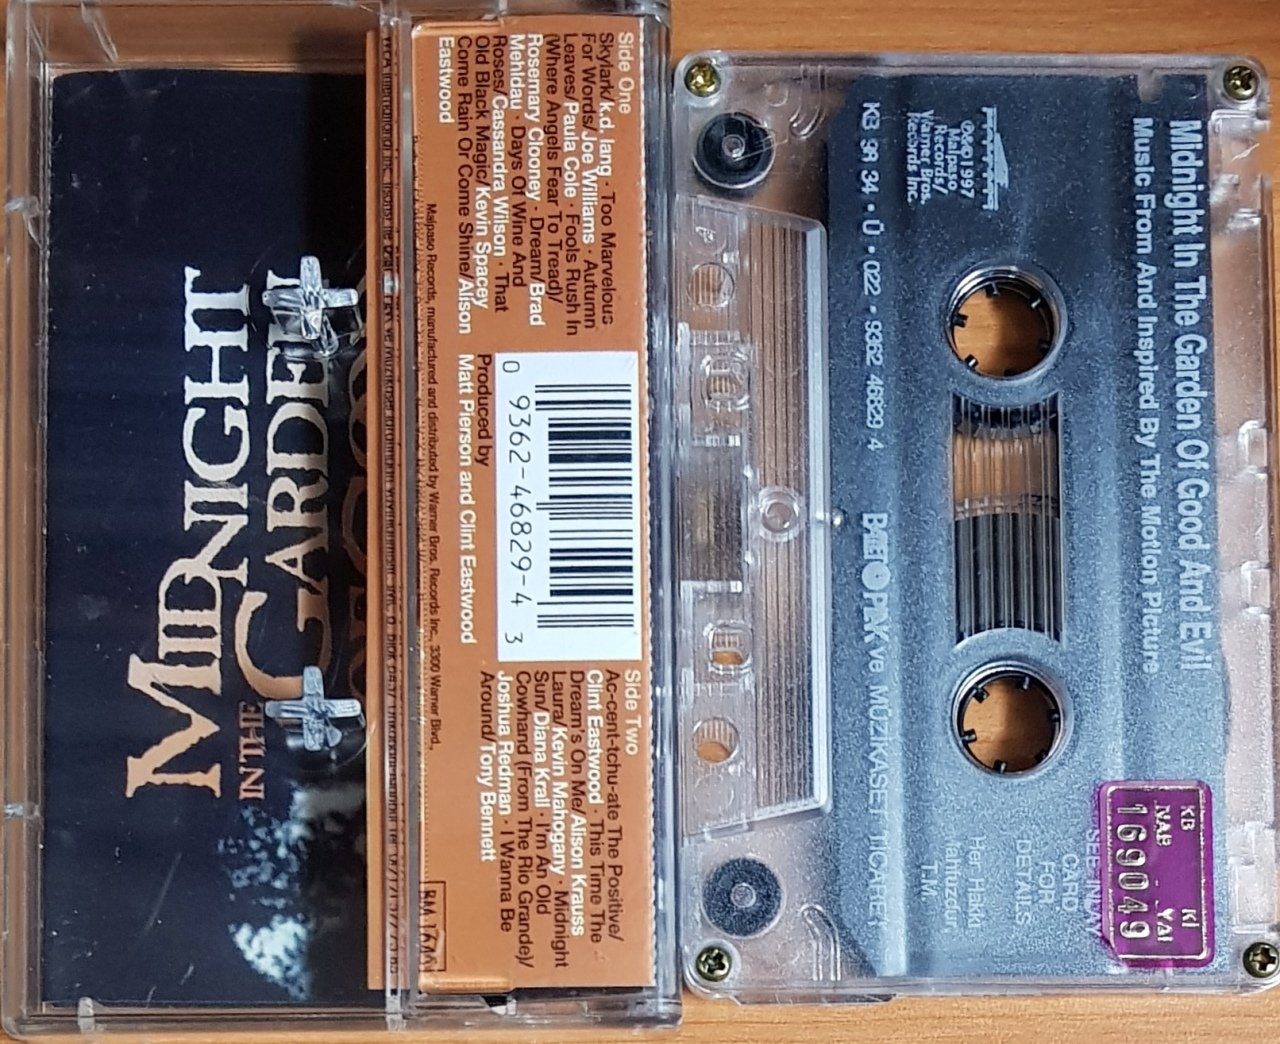 Side One
Skylark/k.d. lang · Too Marvelous
For Words/Joe Williams · Autumn
Leaves/Paula Cole · Fools Rush In
(Where Angels Fear To Tread)/
Rosemary Clooney · Dream/Brad
Mehldau · Days Of Wine And
Roses/Cassandra Wilson · That
Old Black Magic/Kevin Spacey
Come Rain Or Come Shine/Alison
Eastwood
0 9362-46829-4 3
Produced by
Matt Pierson and Clint Eastwood
Side Two
Ac-cent-tchu-ate The Positive/
Clint Eastwood · This Time The
Dream's On Me/Alison Krauss
Laura/Kevin Mahogany · Midnight
Sun/Diana Krall · I'm An Old
Cowhand (From The Rio Grande)/
Joshua Redman · I Wanna Be
Around/Tony Bennett
Malpaso Records, manufactured and distributed by Warner Bros. Records Inc., 3300 Warner Blvd.,
MIDNIGHT
IN THE GARDEN
Midnight In The Garden Of Good And Evil
Music From And Inspired By The Motion Picture
℗&©1997
Malpaso
Records/
Warner Bros.
Records Inc.
SEE INLAY
CARD
FOR
DETAILS
Her Hakkı
Mahfuzdur.
T.M.
KB 98 34 · Ü · 022 · 9362 46829 4
ve MÜZİKASET TİCARET
KB
NAB
169049